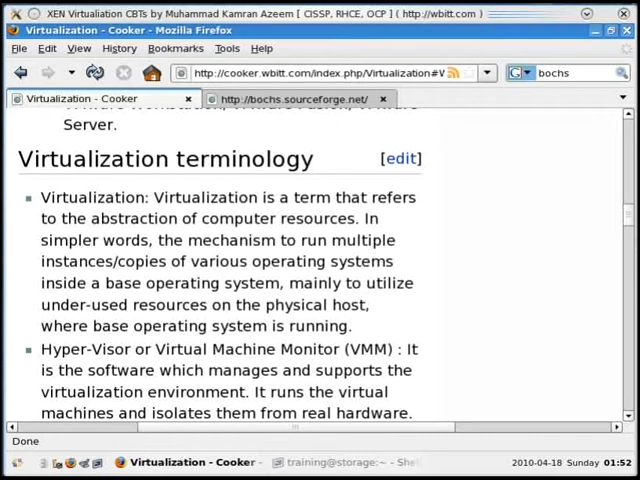 XEN Virtualiation CBTs by Muhammad Kamran Azeem [ CISSP, RHCE, OCP ] ( http://wbitt.com )
Virtualization - Cooker - Mozilla Firefox
File Edit View History Bookmarks Tools Help
http://cooker.wbitt.com/index.php/Virtualization#W
bochs
Virtualization - Cooker
http://bochs.sourceforge.net/
Server.
Virtualization terminology [edit]
Virtualization: Virtualization is a term that refers
to the abstraction of computer resources. In
simpler words, the mechanism to run multiple
instances/copies of various operating systems
inside a base operating system, mainly to utilize
under-used resources on the physical host,
where base operating system is running.
Hyper-Visor or Virtual Machine Monitor (VMM) : It
is the software which manages and supports the
virtualization environment. It runs the virtual
machines and isolates them from real hardware.
Done
Virtualization - Cooker - training@storage:~ - She 2010-04-18 Sunday 01:52